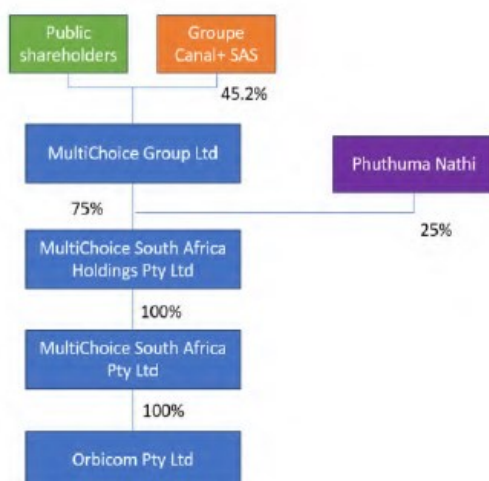 Public
shareholders
Groupe
Canal+ SAS
45.2%
MultiChoice Group Ltd
Phuthuma Nathi
75%
25%
MultiChoice South Africa
Holdings Pty Ltd
100%
MultiChoice South Africa
Pty Ltd
100%
Orbicom Pty Ltd